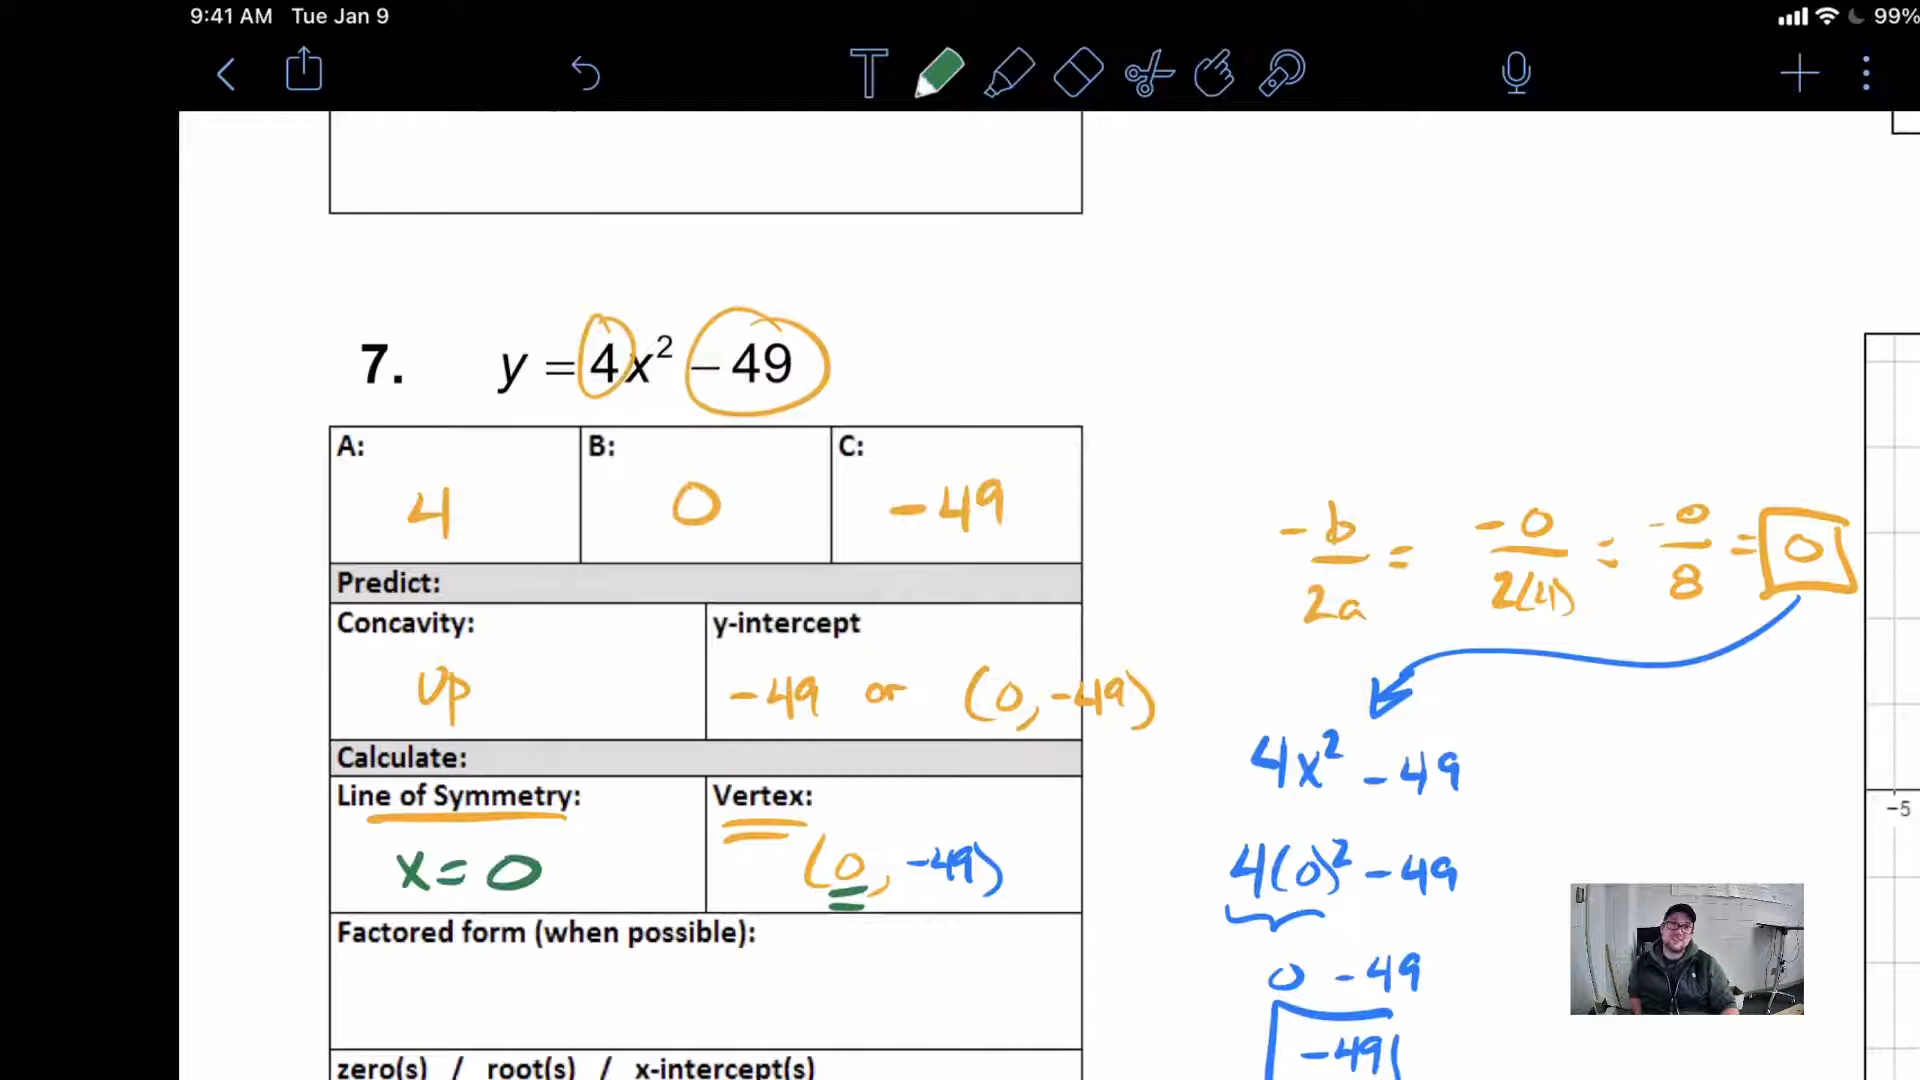 9:41 AM Tue Jan 9
99%
7. y = 4x² – 49
A: B: C:
4 0 -49
Predict:
Concavity: y-intercept
Up -49 or (0, -49)
Calculate:
Line of Symmetry: Vertex:
x = 0 (0, -49)
Factored form (when possible):
zero(s) / root(s) / x-intercept(s)
-b/2a = -0/2(4) = -0/8 = 0
4x² - 49
4(0)² - 49
0 - 49
-49
-5